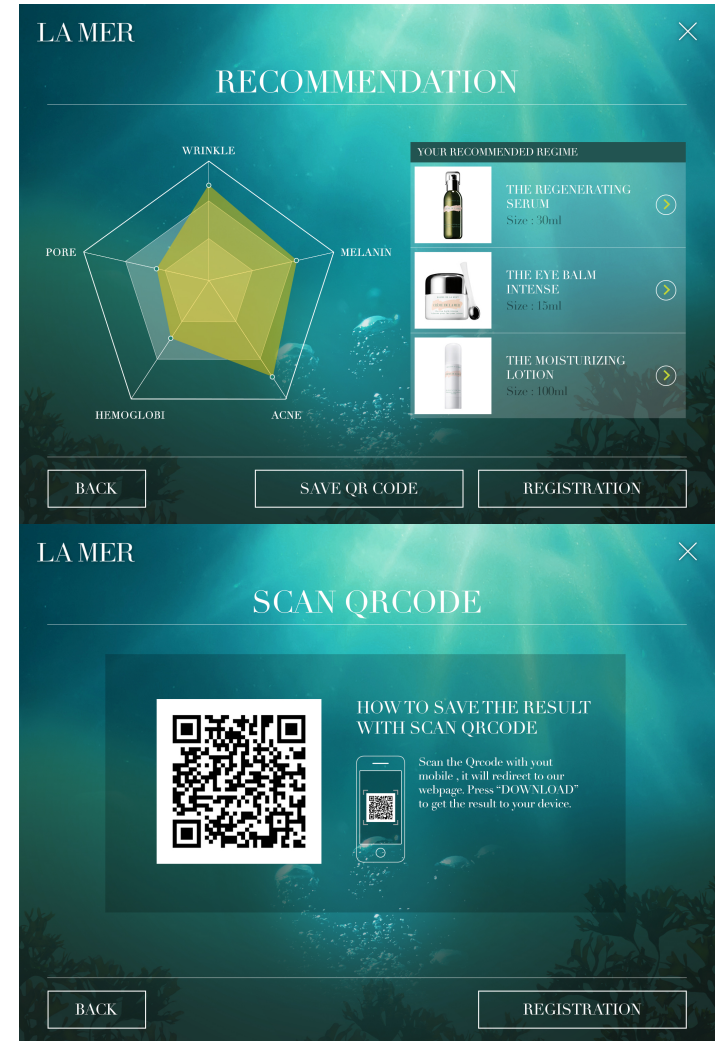 LA MER
RECOMMENDATION
WRINKLE
PORE
MELANIN
HEMOGLOBI
ACNE
YOUR RECOMMENDED REGIME
THE REGENERATING
SERUM
Size : 30ml
THE EYE BALM
INTENSE
Size : 15ml
THE MOISTURIZING
LOTION
Size : 100ml
BACK
SAVE QR CODE
REGISTRATION
LA MER
SCAN QRCODE
HOW TO SAVE THE RESULT
WITH SCAN QRCODE
Scan the Qrcode with yout
mobile , it will redirect to our
webpage. Press “DOWNLOAD”
to get the result to your device.
BACK
REGISTRATION